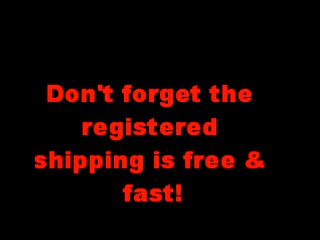 Don't forget the
registered
shipping is free &
fast!